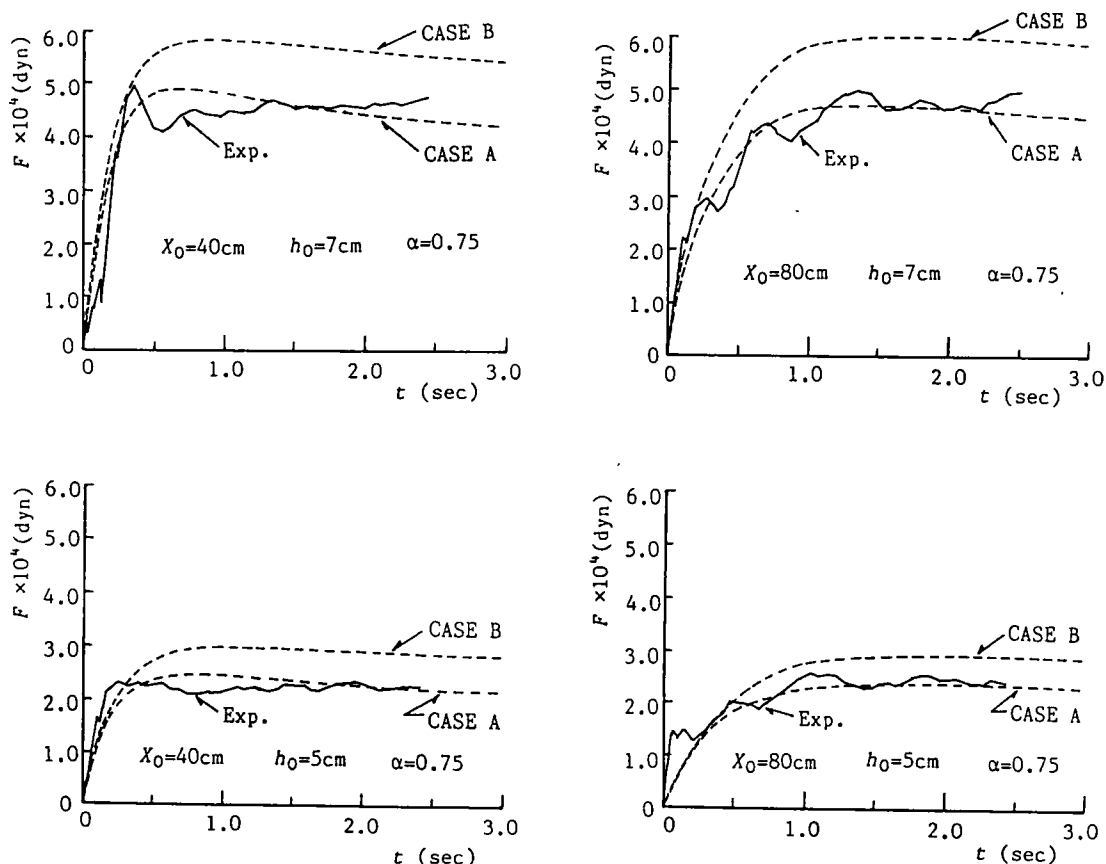 F ×10⁴(dyn)
6.0
5.0
4.0
3.0
2.0
1.0
0
0 1.0 2.0 3.0
t (sec)
CASE B
CASE A
Exp.
X₀=40cm h₀=7cm α=0.75
F ×10⁴(dyn)
6.0
5.0
4.0
3.0
2.0
1.0
0
0 1.0 2.0 3.0
t (sec)
CASE B
CASE A
Exp.
X₀=80cm h₀=7cm α=0.75
F ×10⁴(dyn)
6.0
5.0
4.0
3.0
2.0
1.0
0
0 1.0 2.0 3.0
t (sec)
CASE B
CASE A
Exp.
X₀=40cm h₀=5cm α=0.75
F ×10⁴(dyn)
6.0
5.0
4.0
3.0
2.0
1.0
0
0 1.0 2.0 3.0
t (sec)
CASE B
CASE A
Exp.
X₀=80cm h₀=5cm α=0.75